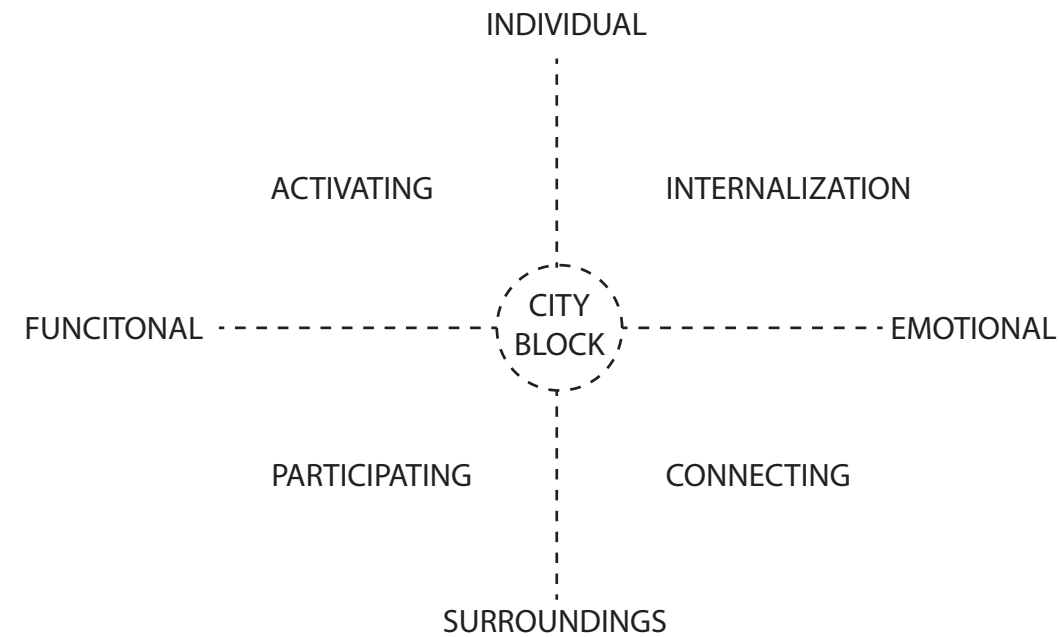 INDIVIDUAL
ACTIVATING
INTERNALIZATION
CITY
BLOCK
FUNCITONAL
EMOTIONAL
PARTICIPATING
CONNECTING
SURROUNDINGS